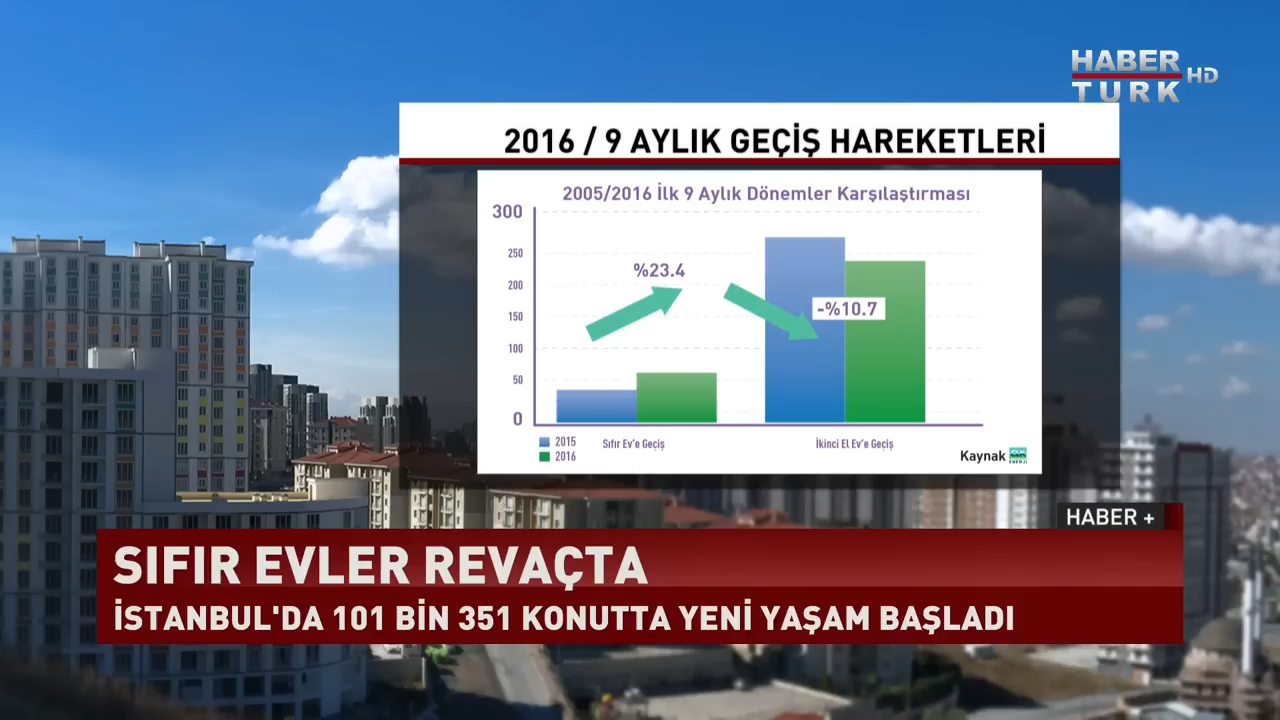 HABER
TURK HD
2016 / 9 AYLIK GEÇİŞ HAREKETLERİ
2005/2016 İlk 9 Aylık Dönemler Karşılaştırması
300
250
200
150
100
50
0
%23.4
-%10.7
2015
2016
Sıfır Ev'e Geçiş
İkinci El Ev'e Geçiş
Kaynak
ENERJİ
HABER +
SIFIR EVLER REVAÇTA
İSTANBUL'DA 101 BİN 351 KONUTTA YENİ YAŞAM BAŞLADI